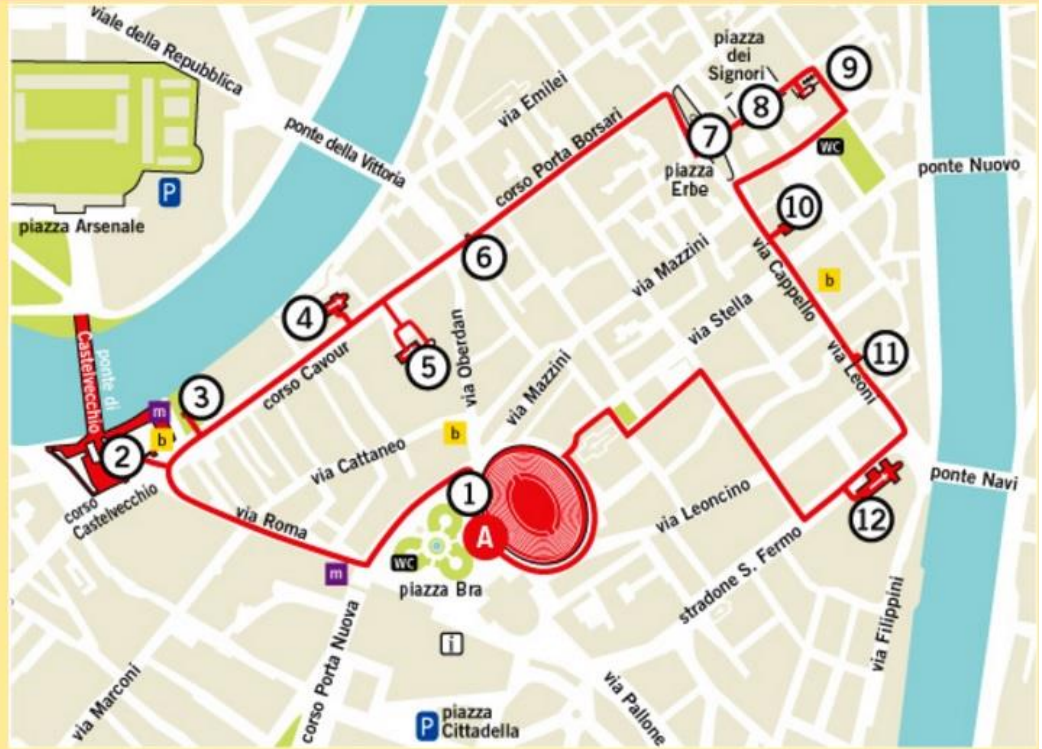 viale della Repubblica
ponte della Vittoria
via Emilei
corso Porta Borsari
piazza
dei
Signori
9
8
7
WC
piazza
Erbe
ponte Nuovo
P
piazza Arsenale
10
6
via Mazzini
via Cappello
b
4
via Stella
5
via Oberdan
11
via Leoni
ponte di
Castelvecchio
corso Cavour
via Mazzini
3
m
b
2
b
via Cattaneo
corso
Castelvecchio
1
A
via Roma
via Leoncino
ponte Navi
12
WC
m
piazza Bra
stradone S. Fermo
i
corso Porta Nuova
via Filippini
via Marconi
via Pallone
P
piazza
Cittadella